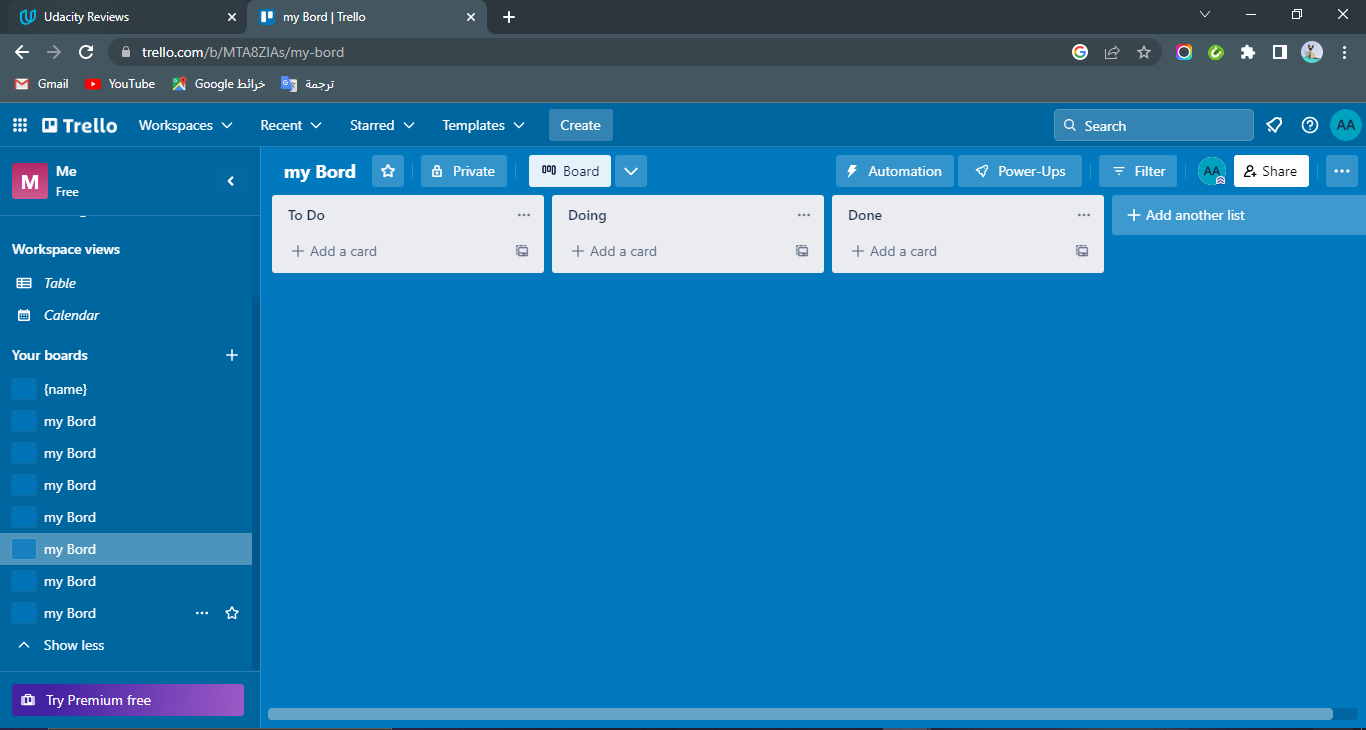 Udacity Reviews
my Bord | Trello
trello.com/b/MTA8ZIAs/my-bord
Gmail
YouTube
خرائط Google
ترجمة
Trello
Workspaces
Recent
Starred
Templates
Create
Search
AA
M
Me
Free
my Bord
Private
Board
Automation
Power-Ups
Filter
AA
Share
To Do
Add a card
Doing
Add a card
Done
Add a card
Add another list
Workspace views
Table
Calendar
Your boards
{name}
my Bord
my Bord
my Bord
my Bord
my Bord
my Bord
my Bord
Show less
Try Premium free